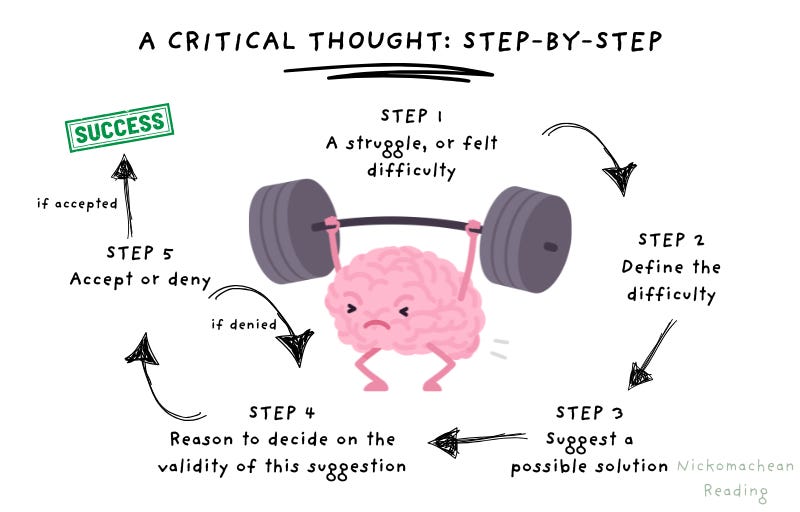 A CRITICAL THOUGHT: STEP-BY-STEP
SUCCESS
STEP 1
A struggle, or felt
difficulty
if accepted
STEP 2
Define the
difficulty
STEP 5
Accept or deny
if denied
STEP 4
Reason to decide on the
validity of this suggestion
STEP 3
Suggest a
possible solution
Nickomachean
Reading